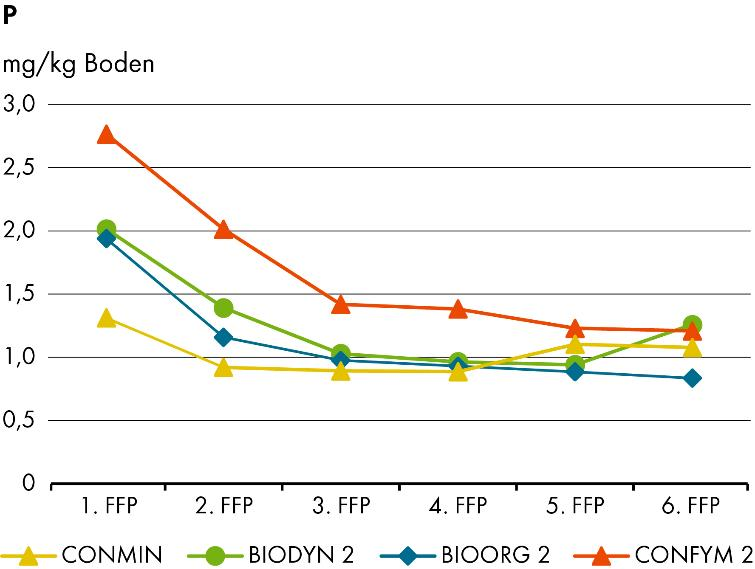 P
mg/kg Boden
3,0
2,5
2,0
1,5
1,0
0,5
0
1. FFP 2. FFP 3. FFP 4. FFP 5. FFP 6. FFP
CONMIN BIODYN 2 BIOORG 2 CONFYM 2